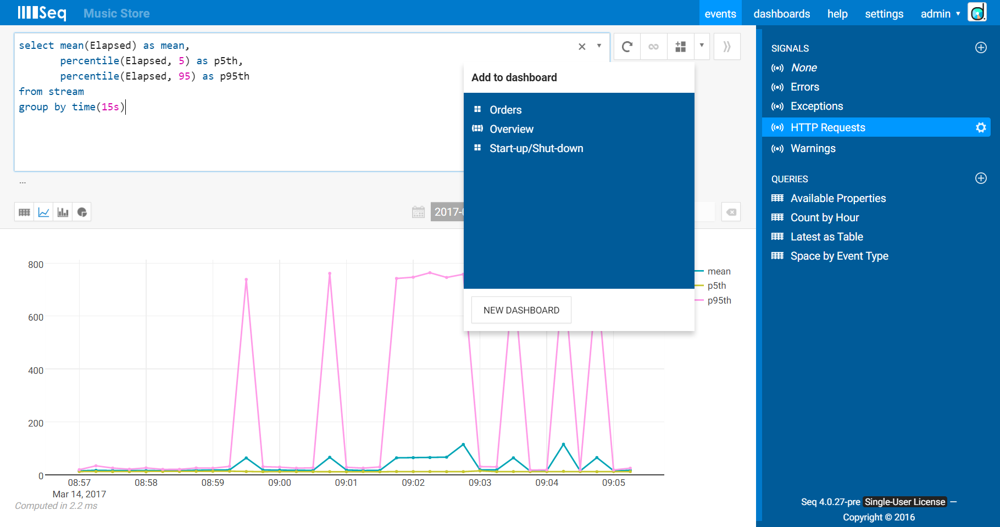 Seq Music Store events dashboards help settings admin
select mean(Elapsed) as mean,
percentile(Elapsed, 5) as p5th,
percentile(Elapsed, 95) as p95th
from stream
group by time(15s)
...
Add to dashboard
Orders
Overview
Start-up/Shut-down
NEW DASHBOARD
2017-
800
600
400
200
0
08:57 08:58 08:59 09:00 09:01 09:02 09:03 09:04 09:05
Mar 14, 2017
Computed in 2.2 ms
mean
p5th
p95th
SIGNALS
None
Errors
Exceptions
HTTP Requests
Warnings
QUERIES
Available Properties
Count by Hour
Latest as Table
Space by Event Type
Seq 4.0.27-pre Single-User License —
Copyright © 2016